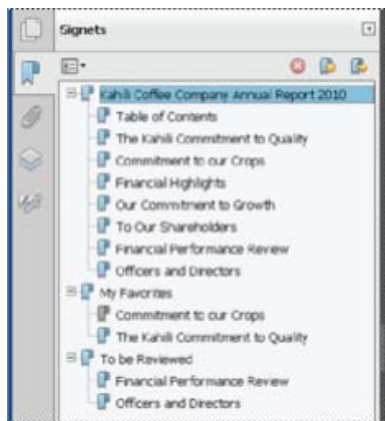 Signets
Kahili Coffee Company Annual Report 2010
Table of Contents
The Kahili Commitment to Quality
Commitment to our Crops
Financial Highlights
Our Commitment to Growth
To Our Shareholders
Financial Performance Review
Officers and Directors
My Favorites
Commitment to our Crops
The Kahili Commitment to Quality
To be Reviewed
Financial Performance Review
Officers and Directors